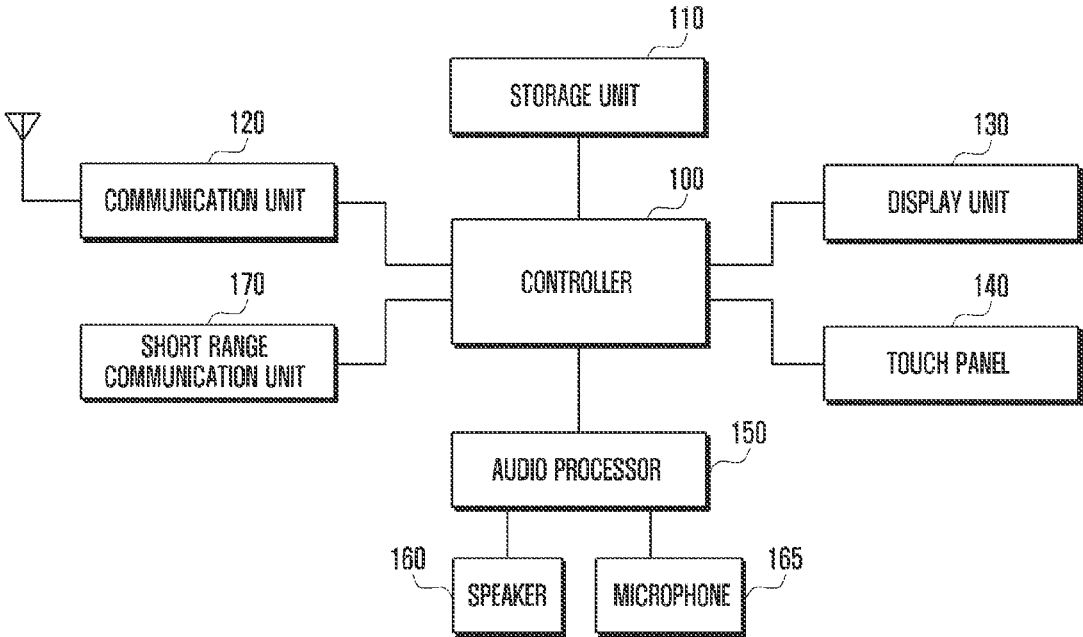 110
STORAGE UNIT
120
COMMUNICATION UNIT
130
DISPLAY UNIT
100
CONTROLLER
170
SHORT RANGE
COMMUNICATION UNIT
140
TOUCH PANEL
150
AUDIO PROCESSOR
160
SPEAKER
165
MICROPHONE